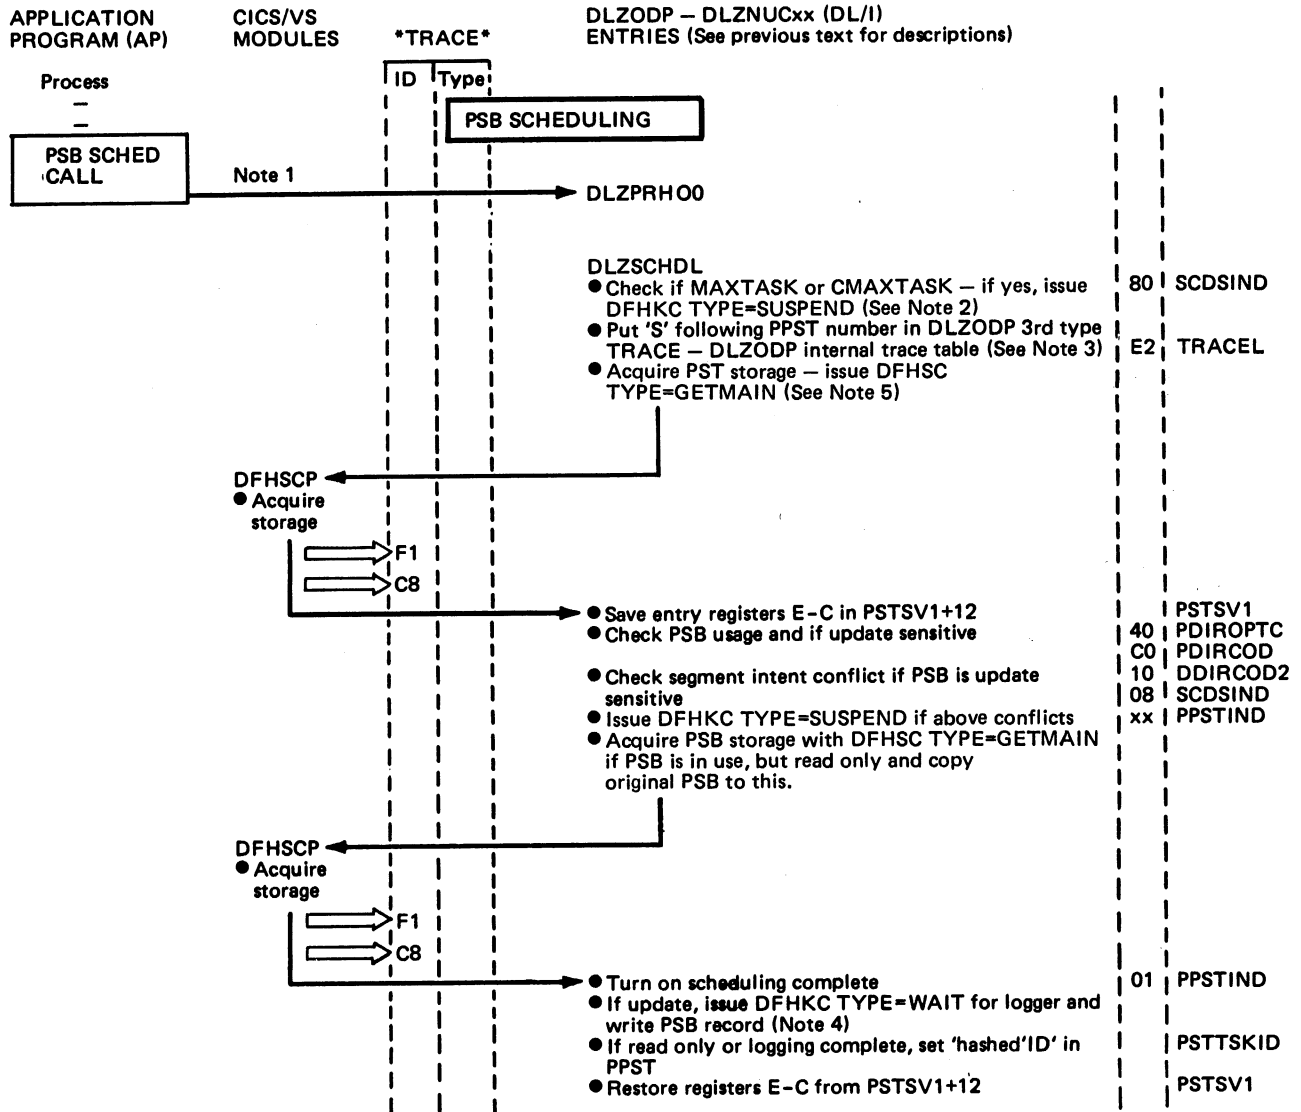 APPLICATION
PROGRAM (AP)
CICS/VS
MODULES
*TRACE*
DLZODP – DLZNUCxx (DL/I)
ENTRIES (See previous text for descriptions)
Process
–
–
ID
Type
PSB SCHEDULING
PSB SCHED
CALL
Note 1
DLZPRHO0
DLZSCHDL
● Check if MAXTASK or CMAXTASK – if yes, issue
DFHKC TYPE=SUSPEND (See Note 2)
80 SCDSIND
● Put 'S' following PPST number in DLZODP 3rd type
TRACE – DLZODP internal trace table (See Note 3)
E2 TRACEL
● Acquire PST storage – issue DFHSC
TYPE=GETMAIN (See Note 5)
DFHSCP
● Acquire
storage
F1
C8
● Save entry registers E-C in PSTSV1+12
PSTSV1
● Check PSB usage and if update sensitive
40 PDIROPTC
C0 PDIRCOD
● Check segment intent conflict if PSB is update
10 DDIRCOD2
sensitive
08 SCDSIND
● Issue DFHKC TYPE=SUSPEND if above conflicts
xx PPSTIND
● Acquire PSB storage with DFHSC TYPE=GETMAIN
if PSB is in use, but read only and copy
original PSB to this.
DFHSCP
● Acquire
storage
F1
C8
● Turn on scheduling complete
01 PPSTIND
● If update, issue DFHKC TYPE=WAIT for logger and
write PSB record (Note 4)
● If read only or logging complete, set 'hashed'ID' in
PPST
PSTTSKID
● Restore registers E-C from PSTSV1+12
PSTSV1